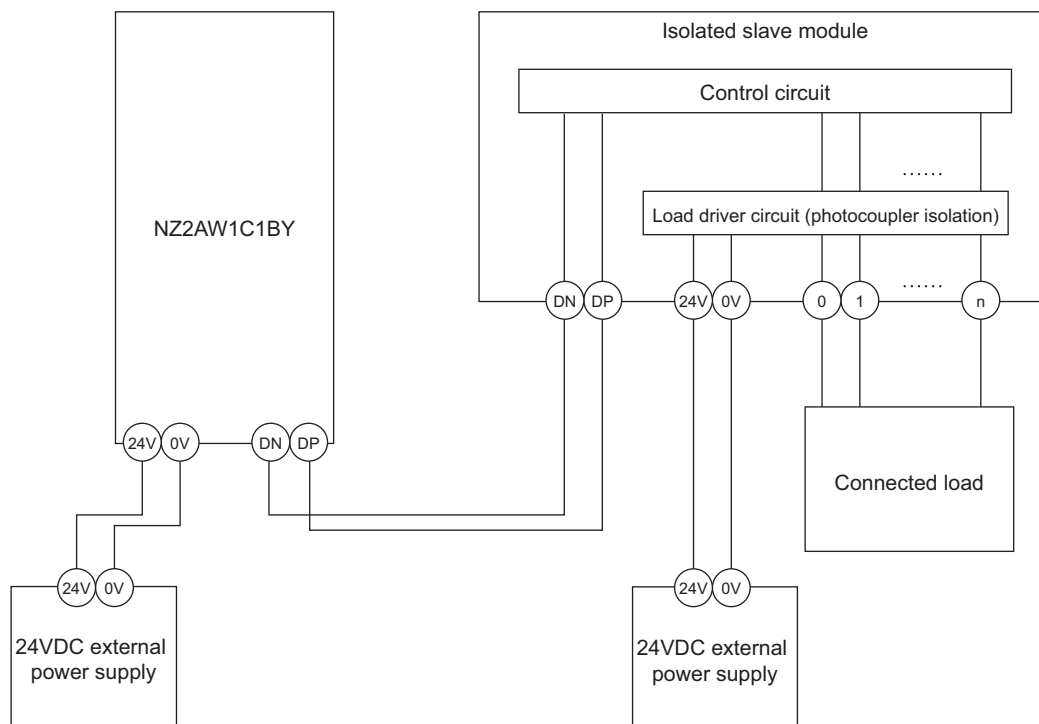 Isolated slave module
Control circuit
......
NZ2AW1C1BY
Load driver circuit (photocoupler isolation)
......
DN DP 24V 0V 0 1 n
24V 0V DN DP
Connected load
24V 0V
24VDC external
power supply
24V 0V
24VDC external
power supply